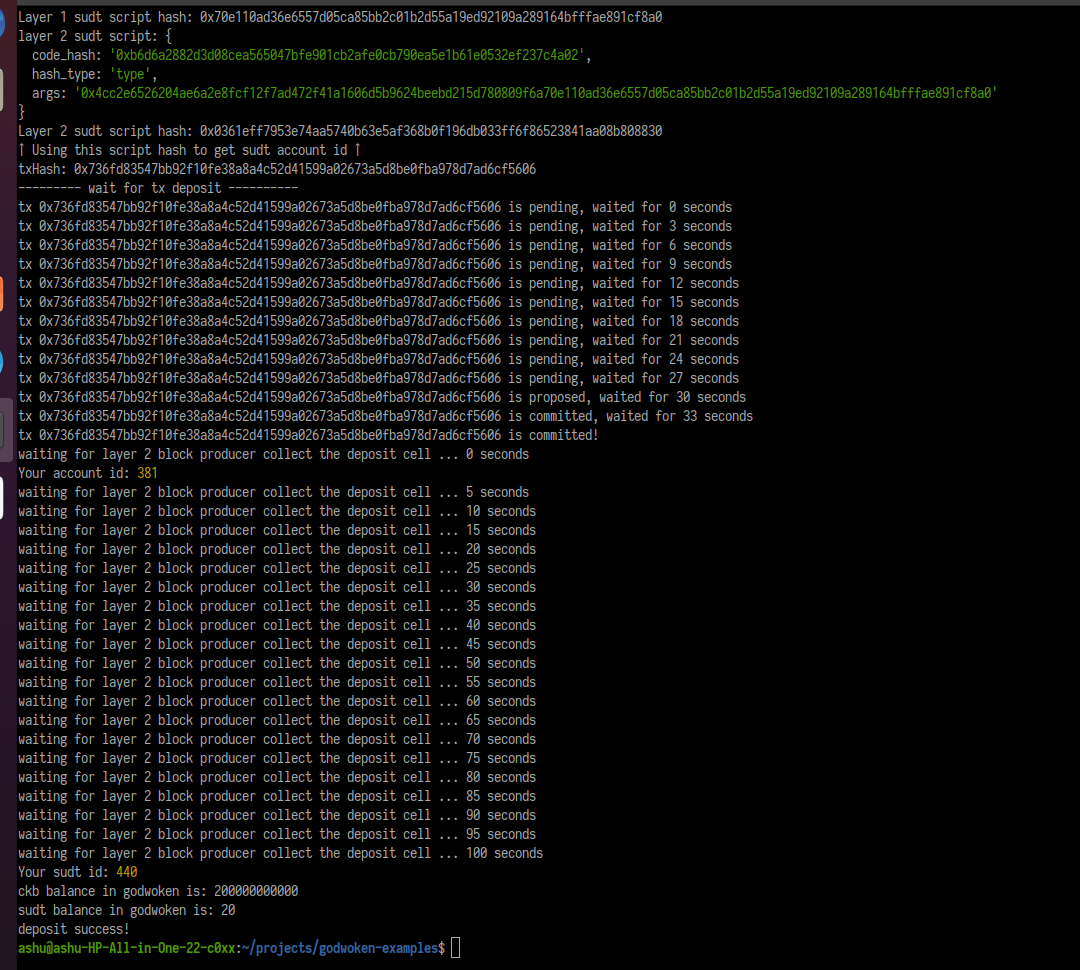 Layer 1 sudt script hash: 0x70e110ad36e6557d05ca85bb2c01b2d55a19ed92109a289164bfffae891cf8a0
layer 2 sudt script: {
  code_hash: '0xb6d6a2882d3d08cea565047bfe901cb2afe0cb790ea5e1b61e0532ef237c4a02',
  hash_type: 'type',
  args: '0x4cc2e6526204ae6a2e8fcf12f7ad472f41a1606d5b9624beebd215d780809f6a70e110ad36e6557d05ca85bb2c01b2d55a19ed92109a289164bfffae891cf8a0'
}
Layer 2 sudt script hash: 0x0361eff7953e74aa5740b63e5af368b0f196db033ff6f86523841aa08b808830
↑ Using this script hash to get sudt account id ↑
txHash: 0x736fd83547bb92f10fe38a8a4c52d41599a02673a5d8be0fba978d7ad6cf5606
--------- wait for tx deposit ----------
tx 0x736fd83547bb92f10fe38a8a4c52d41599a02673a5d8be0fba978d7ad6cf5606 is pending, waited for 0 seconds
tx 0x736fd83547bb92f10fe38a8a4c52d41599a02673a5d8be0fba978d7ad6cf5606 is pending, waited for 3 seconds
tx 0x736fd83547bb92f10fe38a8a4c52d41599a02673a5d8be0fba978d7ad6cf5606 is pending, waited for 6 seconds
tx 0x736fd83547bb92f10fe38a8a4c52d41599a02673a5d8be0fba978d7ad6cf5606 is pending, waited for 9 seconds
tx 0x736fd83547bb92f10fe38a8a4c52d41599a02673a5d8be0fba978d7ad6cf5606 is pending, waited for 12 seconds
tx 0x736fd83547bb92f10fe38a8a4c52d41599a02673a5d8be0fba978d7ad6cf5606 is pending, waited for 15 seconds
tx 0x736fd83547bb92f10fe38a8a4c52d41599a02673a5d8be0fba978d7ad6cf5606 is pending, waited for 18 seconds
tx 0x736fd83547bb92f10fe38a8a4c52d41599a02673a5d8be0fba978d7ad6cf5606 is pending, waited for 21 seconds
tx 0x736fd83547bb92f10fe38a8a4c52d41599a02673a5d8be0fba978d7ad6cf5606 is pending, waited for 24 seconds
tx 0x736fd83547bb92f10fe38a8a4c52d41599a02673a5d8be0fba978d7ad6cf5606 is pending, waited for 27 seconds
tx 0x736fd83547bb92f10fe38a8a4c52d41599a02673a5d8be0fba978d7ad6cf5606 is proposed, waited for 30 seconds
tx 0x736fd83547bb92f10fe38a8a4c52d41599a02673a5d8be0fba978d7ad6cf5606 is committed, waited for 33 seconds
tx 0x736fd83547bb92f10fe38a8a4c52d41599a02673a5d8be0fba978d7ad6cf5606 is committed!
waiting for layer 2 block producer collect the deposit cell ... 0 seconds
Your account id: 381
waiting for layer 2 block producer collect the deposit cell ... 5 seconds
waiting for layer 2 block producer collect the deposit cell ... 10 seconds
waiting for layer 2 block producer collect the deposit cell ... 15 seconds
waiting for layer 2 block producer collect the deposit cell ... 20 seconds
waiting for layer 2 block producer collect the deposit cell ... 25 seconds
waiting for layer 2 block producer collect the deposit cell ... 30 seconds
waiting for layer 2 block producer collect the deposit cell ... 35 seconds
waiting for layer 2 block producer collect the deposit cell ... 40 seconds
waiting for layer 2 block producer collect the deposit cell ... 45 seconds
waiting for layer 2 block producer collect the deposit cell ... 50 seconds
waiting for layer 2 block producer collect the deposit cell ... 55 seconds
waiting for layer 2 block producer collect the deposit cell ... 60 seconds
waiting for layer 2 block producer collect the deposit cell ... 65 seconds
waiting for layer 2 block producer collect the deposit cell ... 70 seconds
waiting for layer 2 block producer collect the deposit cell ... 75 seconds
waiting for layer 2 block producer collect the deposit cell ... 80 seconds
waiting for layer 2 block producer collect the deposit cell ... 85 seconds
waiting for layer 2 block producer collect the deposit cell ... 90 seconds
waiting for layer 2 block producer collect the deposit cell ... 95 seconds
waiting for layer 2 block producer collect the deposit cell ... 100 seconds
Your sudt id: 440
ckb balance in godwoken is: 200000000000
sudt balance in godwoken is: 20
deposit success!
ashu@ashu-HP-All-in-One-22-c0xx:~/projects/godwoken-examples$